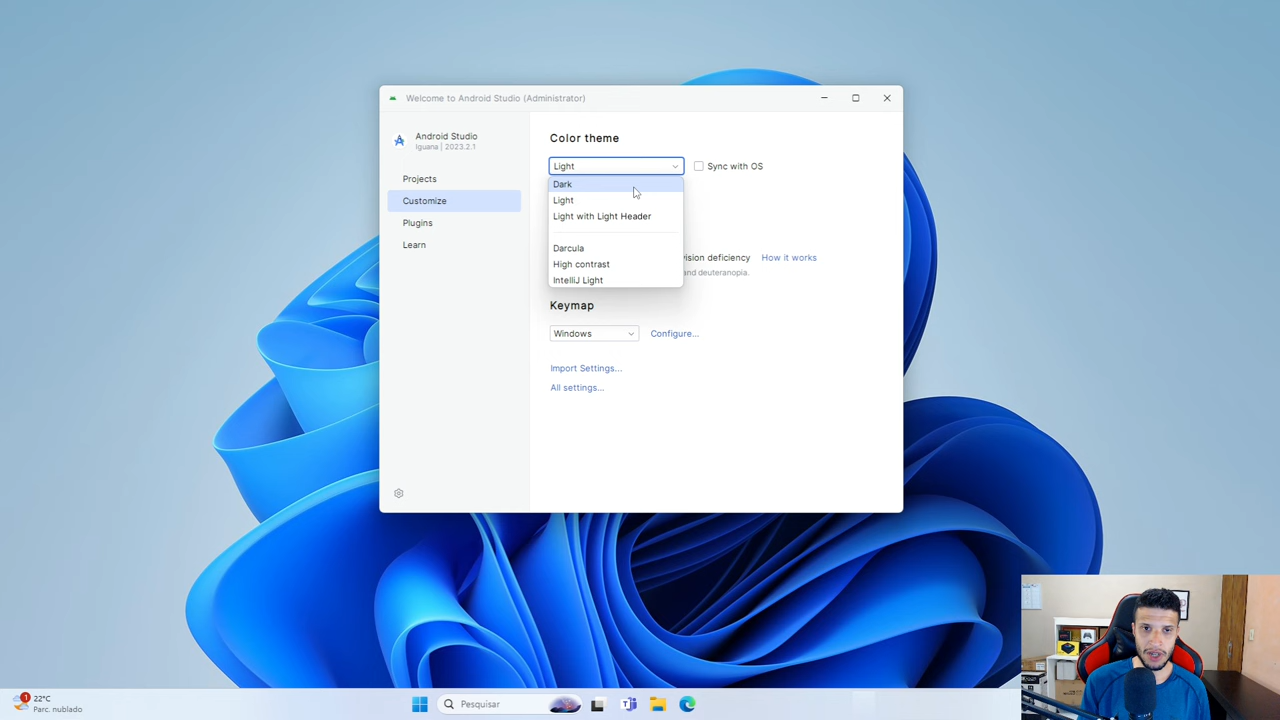 Welcome to Android Studio (Administrator)
Android Studio
Iguana | 2023.2.1
Projects
Customize
Plugins
Learn
Color theme
Light
Sync with OS
Dark
Light
Light with Light Header
Darcula
High contrast
IntelliJ Light
vision deficiency
How it works
and deuteranopia.
Keymap
Windows
Configure...
Import Settings...
All settings...
1
22°C
Parc. nublado
Pesquisar